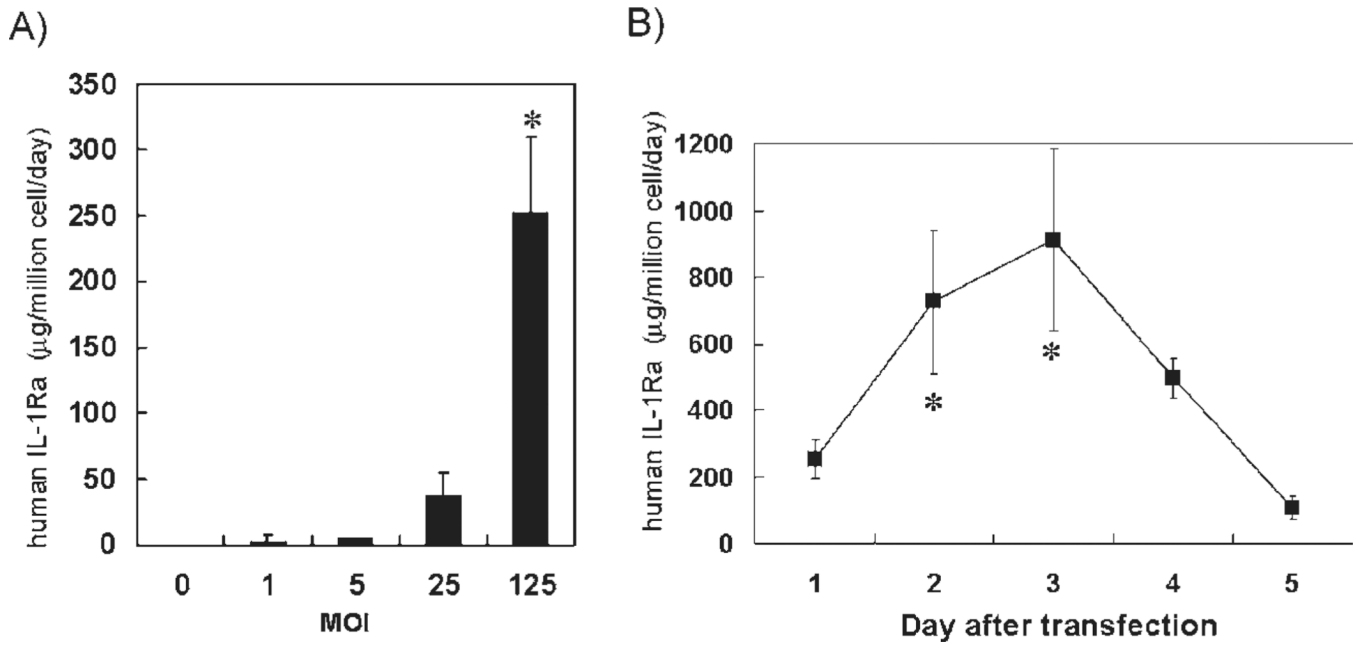 A)
human IL-1Ra (µg/million cell/day)
350
300
250
200
150
100
50
0
*
0 1 5 25 125
MOI
B)
human IL-1Ra (µg/million cell/day)
1200
1000
800
600
400
200
0
*
*
1 2 3 4 5
Day after transfection